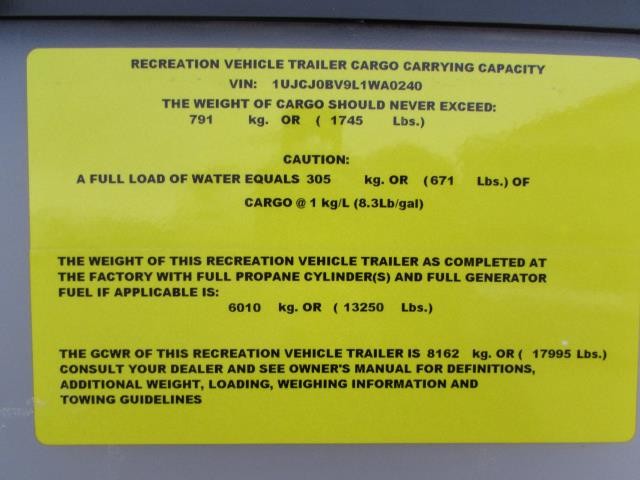 RECREATION VEHICLE TRAILER CARGO CARRYING CAPACITY
VIN: 1UJCJ0BV9L1WA0240
THE WEIGHT OF CARGO SHOULD NEVER EXCEED:
791 kg. OR ( 1745 Lbs.)
CAUTION:
A FULL LOAD OF WATER EQUALS 305 kg. OR (671 Lbs.) OF
CARGO @ 1 kg/L (8.3Lb/gal)
THE WEIGHT OF THIS RECREATION VEHICLE TRAILER AS COMPLETED AT
THE FACTORY WITH FULL PROPANE CYLINDER(S) AND FULL GENERATOR
FUEL IF APPLICABLE IS:
6010 kg. OR ( 13250 Lbs.)
THE GCWR OF THIS RECREATION VEHICLE TRAILER IS 8162 kg. OR ( 17995 Lbs.)
CONSULT YOUR DEALER AND SEE OWNER'S MANUAL FOR DEFINITIONS,
ADDITIONAL WEIGHT, LOADING, WEIGHING INFORMATION AND
TOWING GUIDELINES